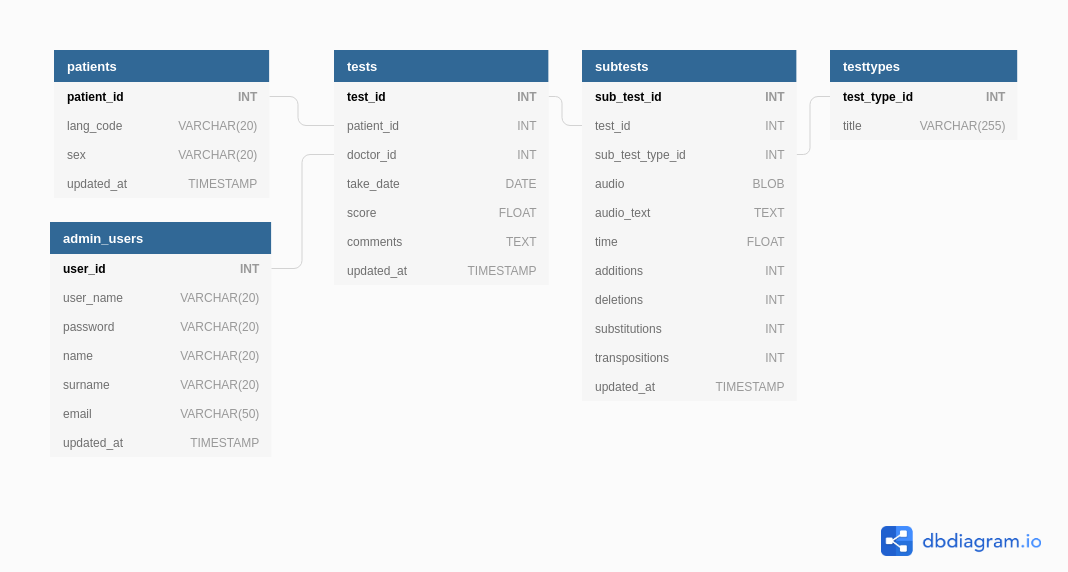 patients
patient_id INT
lang_code VARCHAR(20)
sex VARCHAR(20)
updated_at TIMESTAMP
admin_users
user_id INT
user_name VARCHAR(20)
password VARCHAR(20)
name VARCHAR(20)
surname VARCHAR(20)
email VARCHAR(50)
updated_at TIMESTAMP
tests
test_id INT
patient_id INT
doctor_id INT
take_date DATE
score FLOAT
comments TEXT
updated_at TIMESTAMP
subtests
sub_test_id INT
test_id INT
sub_test_type_id INT
audio BLOB
audio_text TEXT
time FLOAT
additions INT
deletions INT
substitutions INT
transpositions INT
updated_at TIMESTAMP
testtypes
test_type_id INT
title VARCHAR(255)
dbdiagram.io